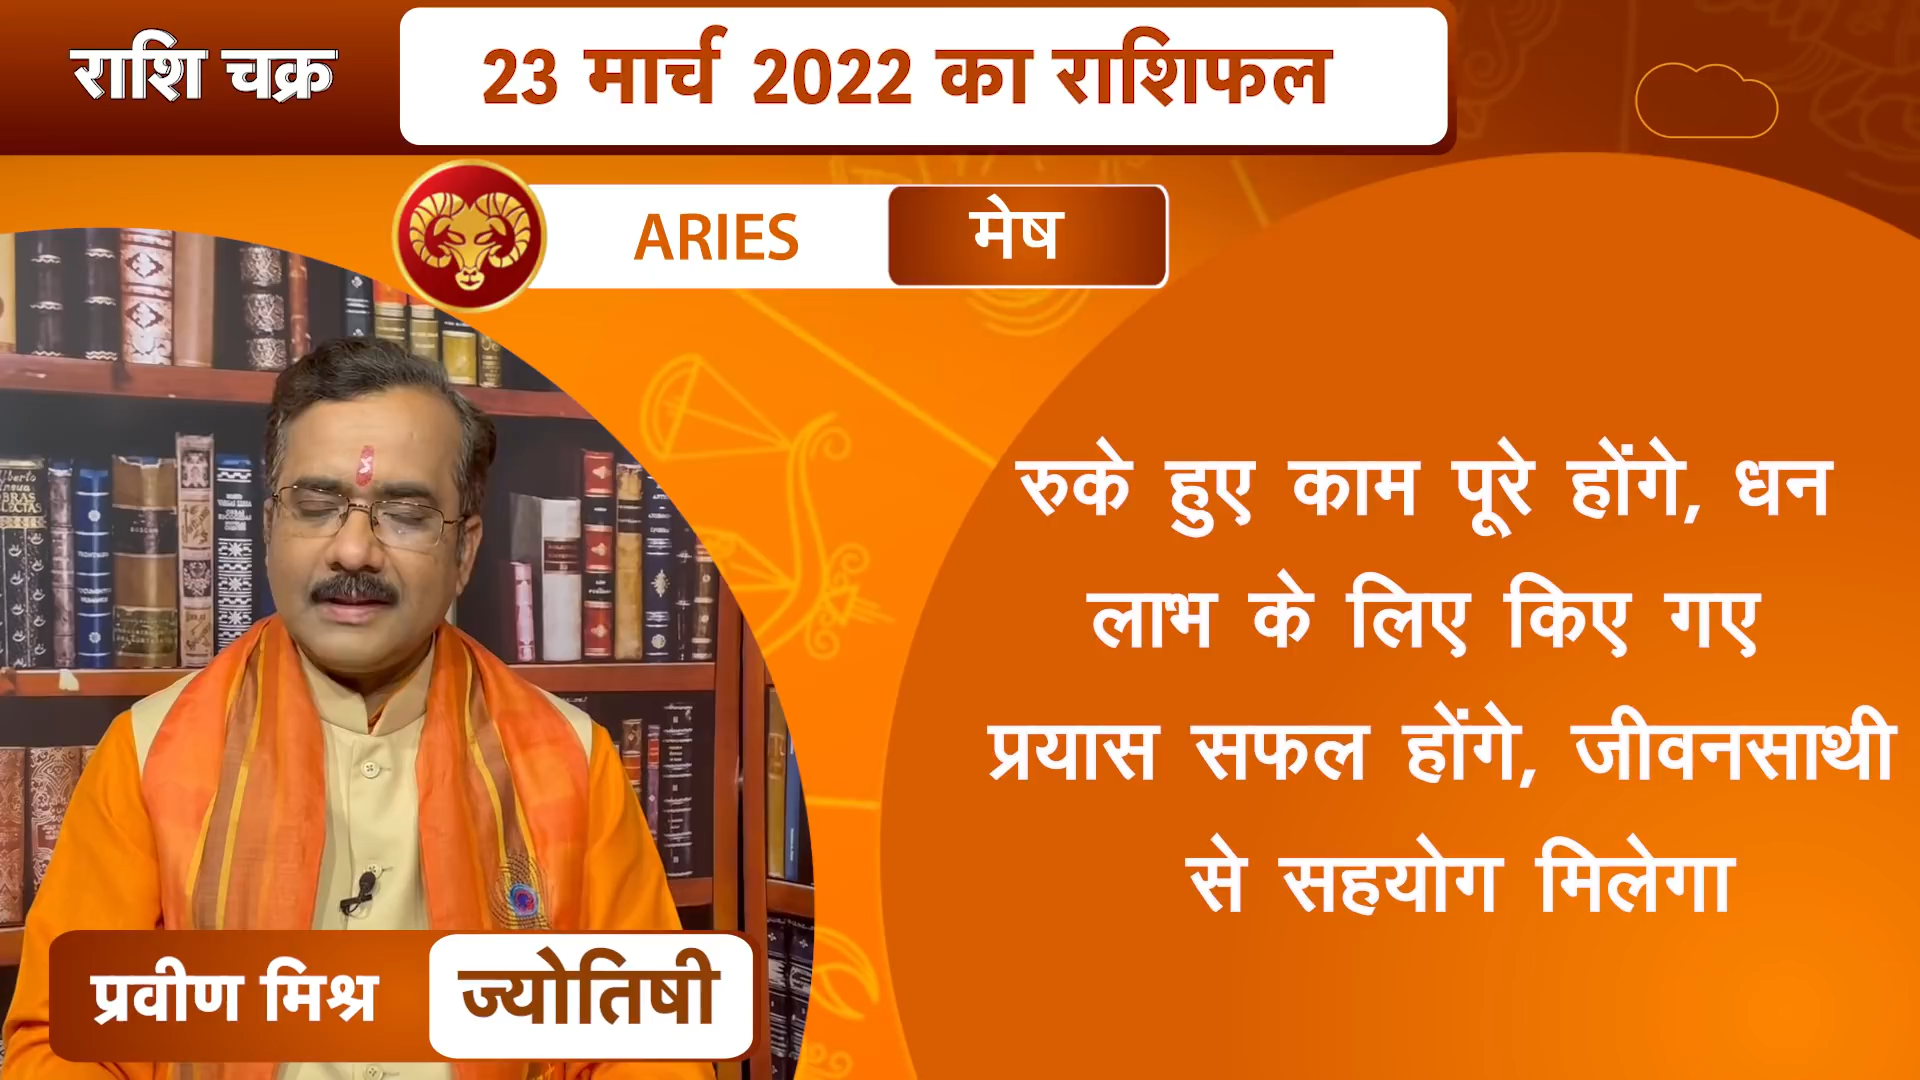 राशि चक्र
23 मार्च 2022 का राशिफल
ARIES
मेष
रुके हुए काम पूरे होंगे, धन
लाभ के लिए किए गए
प्रयास सफल होंगे, जीवनसाथी
से सहयोग मिलेगा
प्रवीण मिश्र
ज्योतिषी